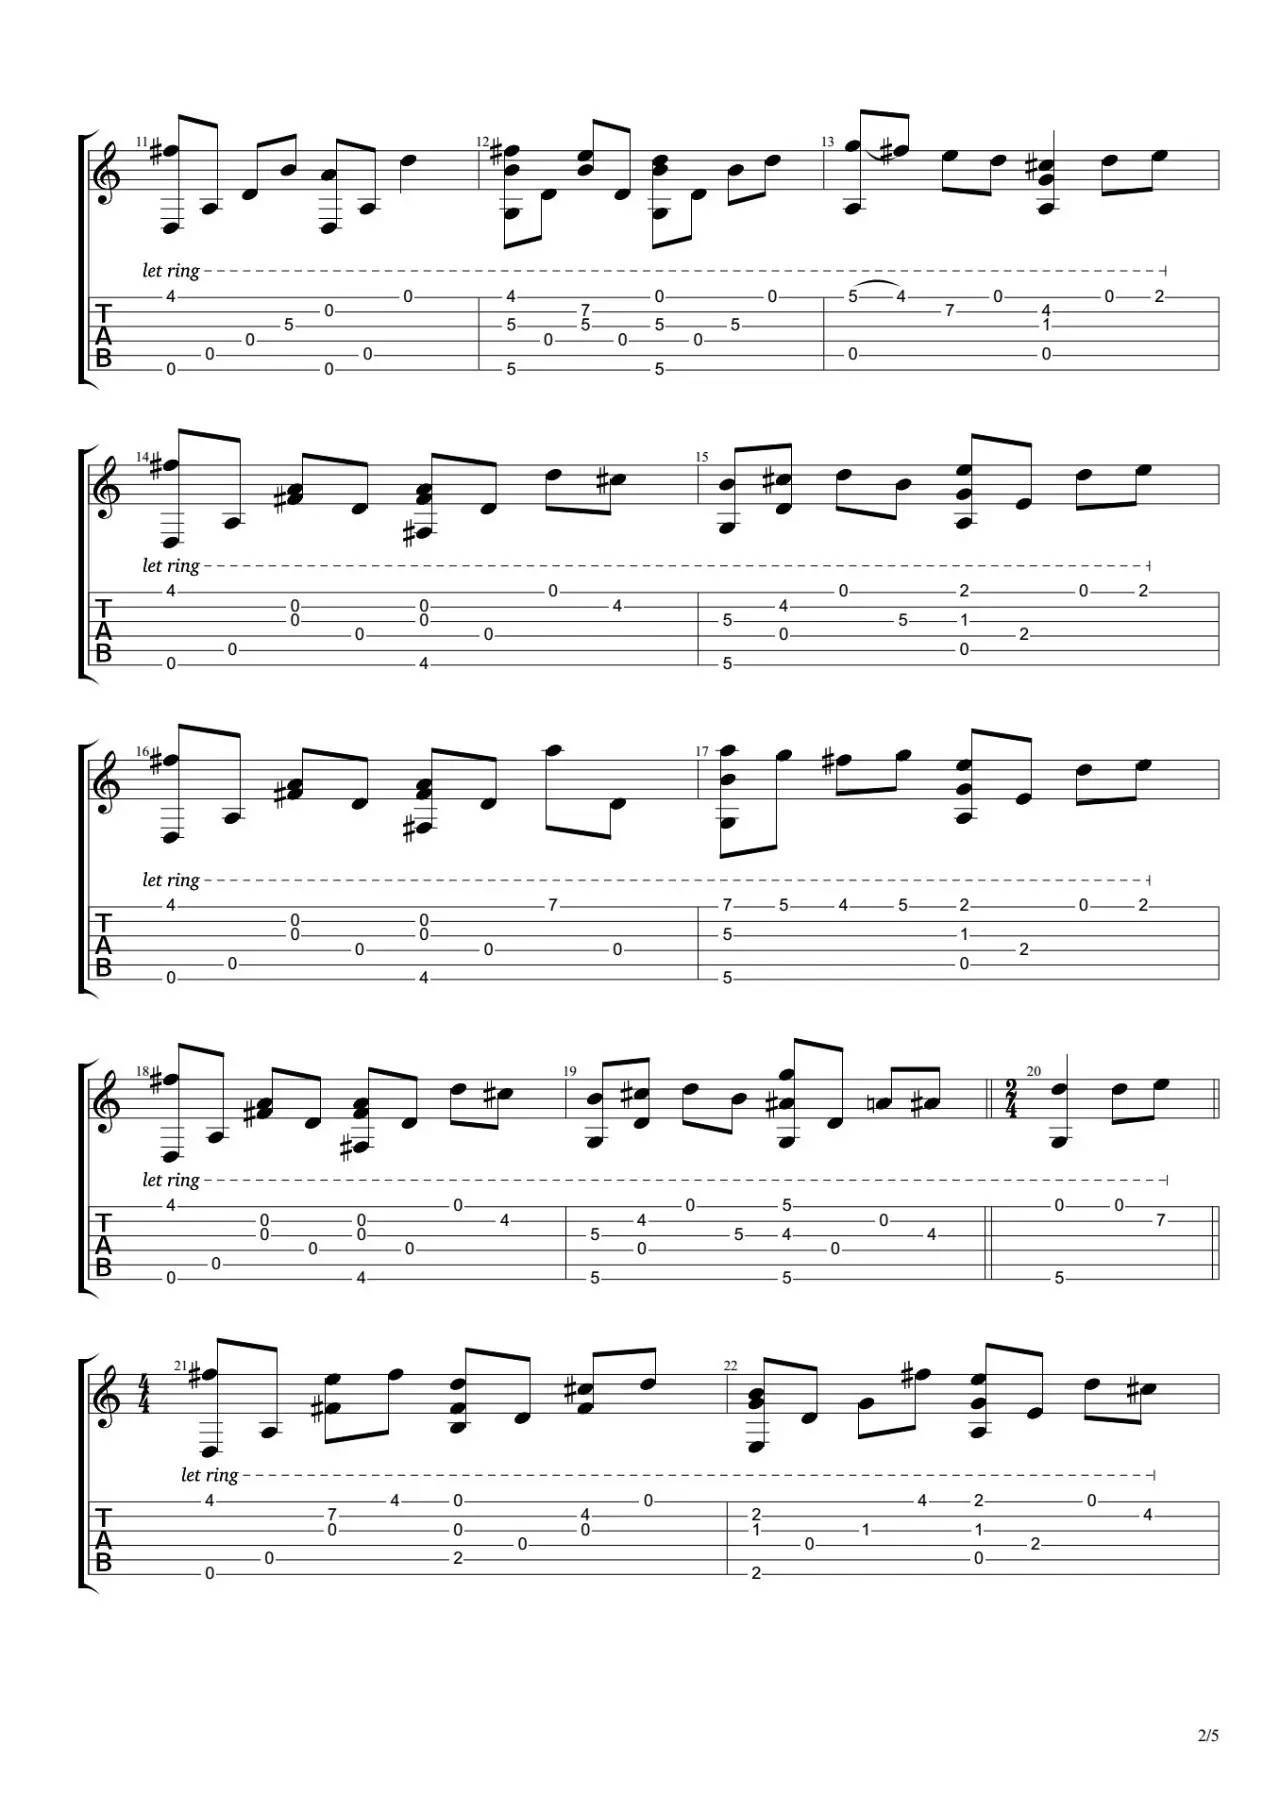 11 12 13
let ring
4 0 4 0 0 5 4 0 0 2
0 7 7 4
T 5 5 5 5 5 1
A 0 0 0 0
B 0 0 0 0
0 0 5 5
14 15
let ring
4 0 0 2 0 2
T 0 0 4 4
0 0 5 5 1
A 0 0 0 2
B 0 0
0 4 5
16 17
let ring
4 7 7 5 4 5 2 0 2
T 0 0
0 0 5 1
A 0 0 0 2
B 0 0
0 4 5
18 19 2/4 20
let ring
4 0 0 5 0 0
T 0 0 4 4 0 7
0 0 5 5 4 4
A 0 0 0 0
B 0
0 4 5 5 5
4/4 21 22
let ring
4 4 0 0 4 2 0
T 7 4 2 4
0 0 0 1 1 1
A 0 0 2
B 0 2 0
0 2
2/5